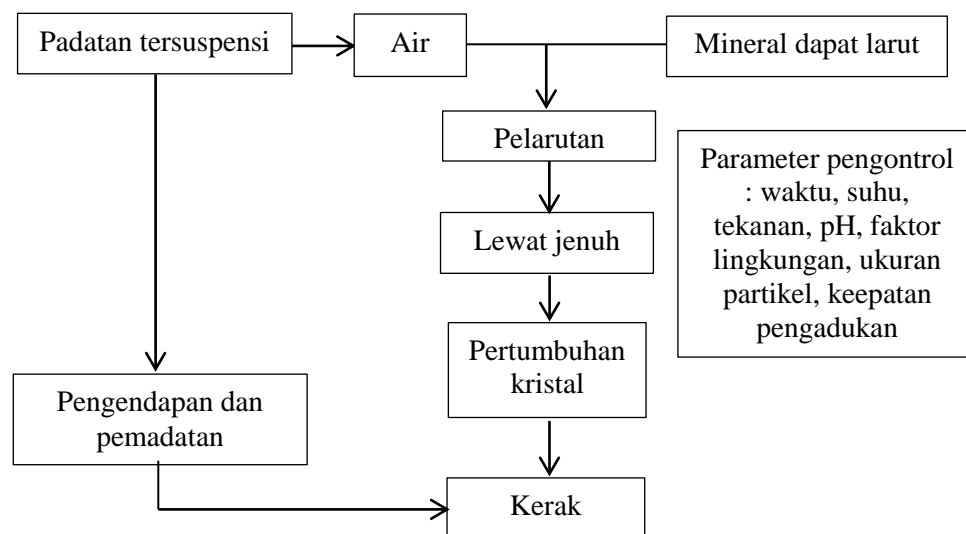 Padatan tersuspensi
Air
Mineral dapat larut
Pelarutan
Parameter pengontrol
: waktu, suhu,
tekanan, pH, faktor
lingkungan, ukuran
partikel, keepatan
pengadukan
Lewat jenuh
Pertumbuhan
kristal
Pengendapan dan
pemadatan
Kerak